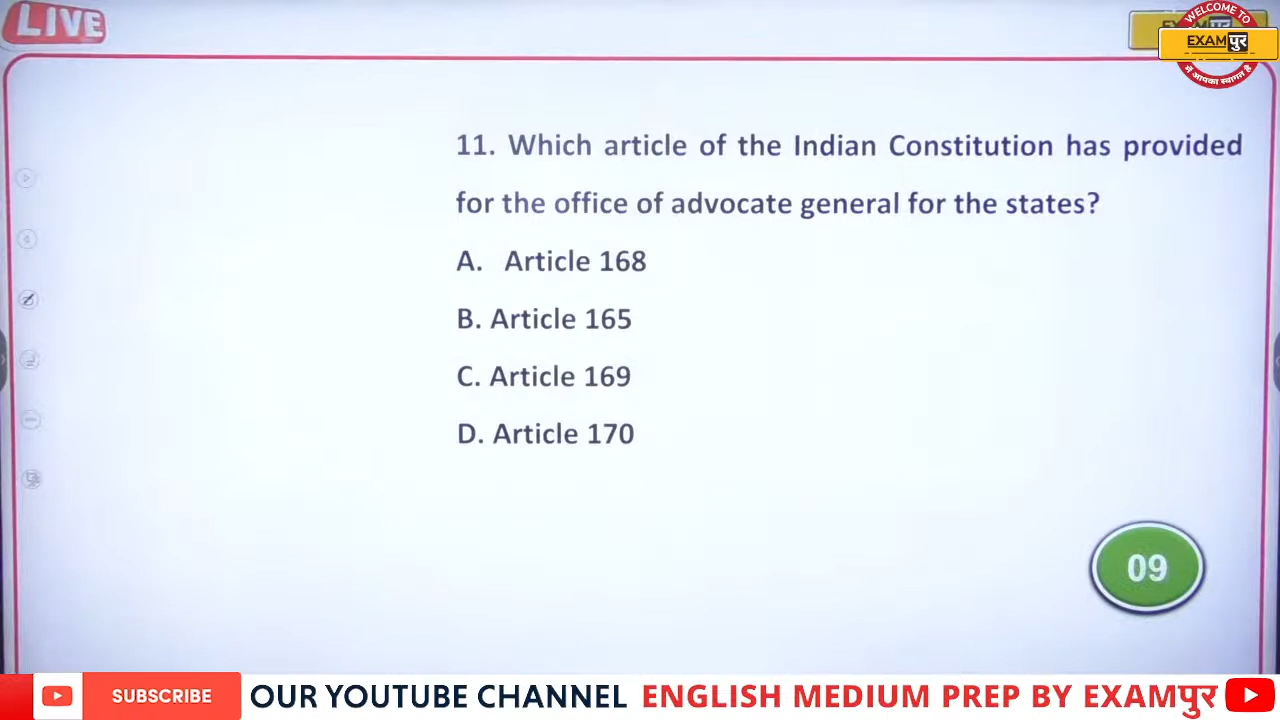 LIVE
WELCOME TO
EXAMपुर
में आपका स्वागत है
11. Which article of the Indian Constitution has provided
for the office of advocate general for the states?
A. Article 168
B. Article 165
C. Article 169
D. Article 170
09
SUBSCRIBE OUR YOUTUBE CHANNEL ENGLISH MEDIUM PREP BY EXAMपुर